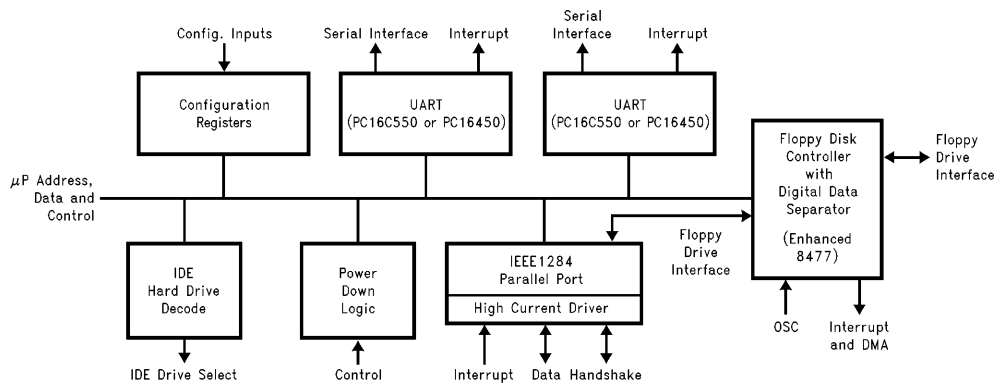 Config. Inputs
Serial Interface
Interrupt
Serial
Interface
Interrupt
Configuration
Registers
UART
(PC16C550 or PC16450)
UART
(PC16C550 or PC16450)
Floppy Disk
Controller
with
Digital Data
Separator
(Enhanced
8477)
Floppy
Drive
Interface
μP Address,
Data and
Control
Floppy
Drive
Interface
IDE
Hard Drive
Decode
Power
Down
Logic
IEEE1284
Parallel Port
High Current Driver
OSC
Interrupt
and DMA
IDE Drive Select
Control
Interrupt
Data Handshake